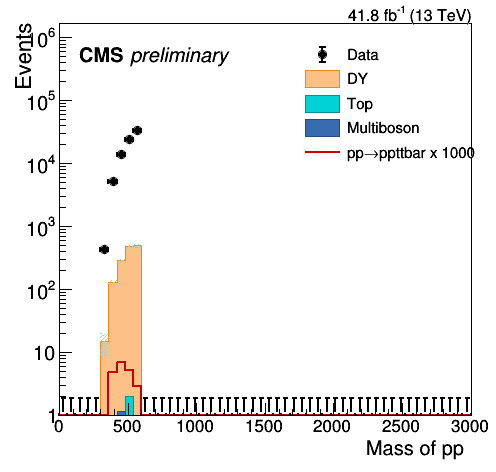 41.8 fb⁻¹ (13 TeV)
Events
CMS preliminary
Data
DY
Top
Multiboson
pp→ppttbar x 1000
10⁶
10⁵
10⁴
10³
10²
10
1
0 500 1000 1500 2000 2500 3000
Mass of pp